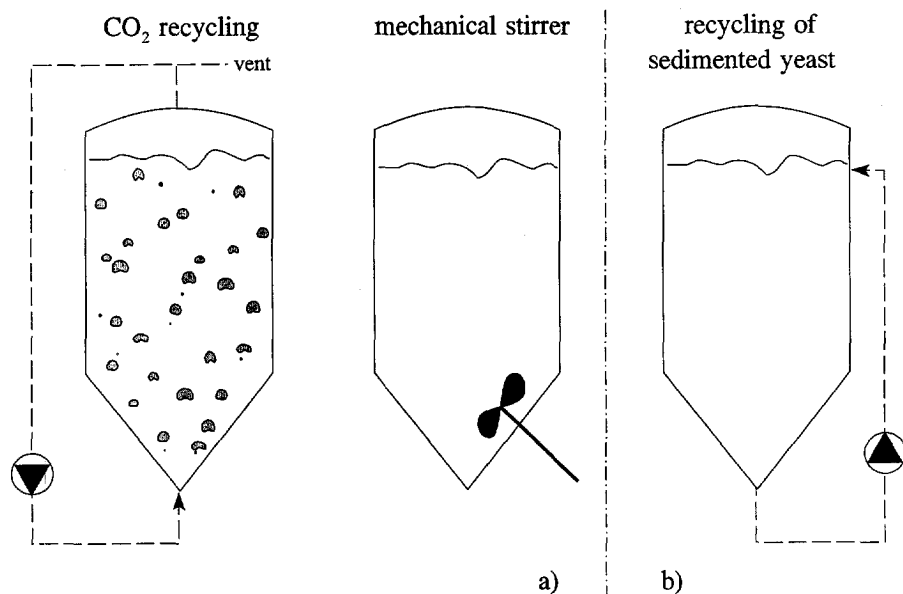 CO₂ recycling
vent
mechanical stirrer
recycling of
sedimented yeast
a)
b)